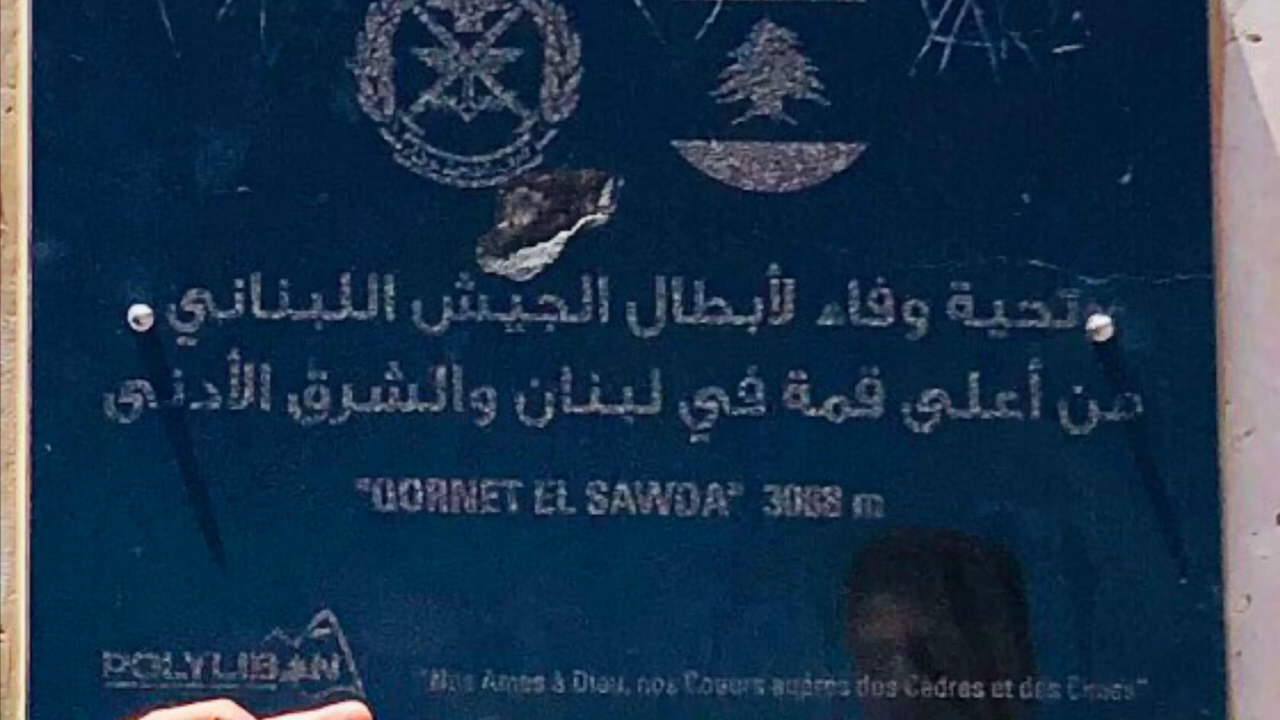 تحية وفاء لأبطال الجيش اللبناني
من أعلى قمة في لبنان والشرق الأدنى
"QORNET EL SAWDA" 3088 m
POLYLIBAN
"Nos Ames à Dieu, nos Coeurs auprès des Cèdres et des Cimes"